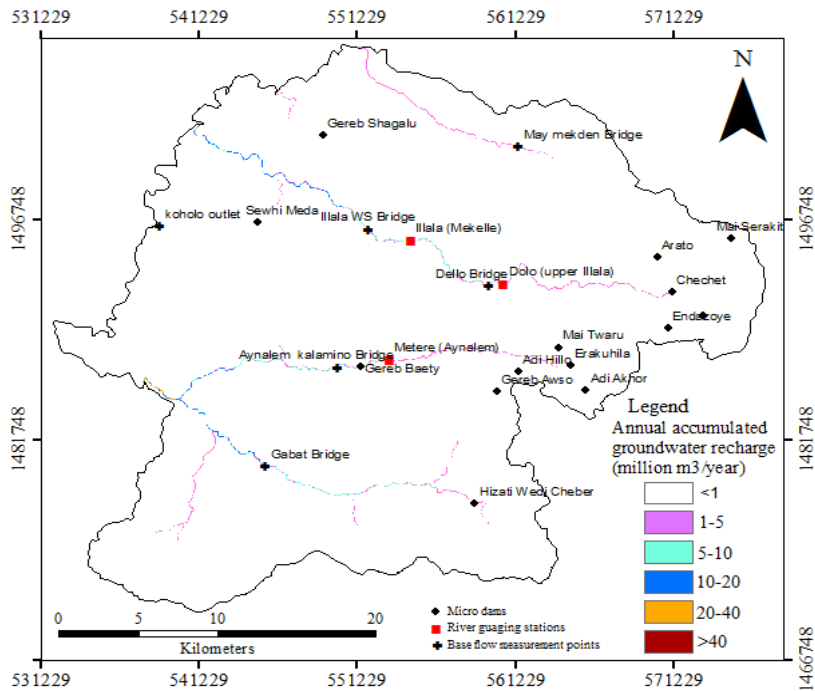 531229 541229 551229 561229 571229
N
Gereb Shagalu
May mekden Bridge
1496748 1496748
koholo outlet Sewhi Meda Illala WS Bridge
Illala (Mekelle)
Mai Serakit
Arato
Dello Bridge Dolo (upper Illala)
Chechet
Endazoye
Mai Twaru
Metere (Aynalem)
Aynalem kalamino Bridge
Gereb Baety
Adi Hillo Erakuhila
Gereb Awso Adi Akhor
1481748 1481748
Gabat Bridge
Hizati Wedi Cheber
Legend
Annual accumulated
groundwater recharge
(million m3/year)
<1
1-5
5-10
10-20
20-40
>40
0 5 10 20
Kilometers
Micro dams
River guaging stations
Base flow measurement points
1466748 1466748
531229 541229 551229 561229 571229